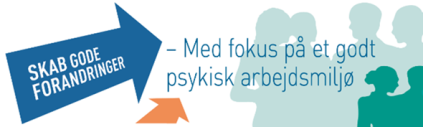 SKAB GODE
FORANDRINGER
– Med fokus på et godt
psykisk arbejdsmiljø